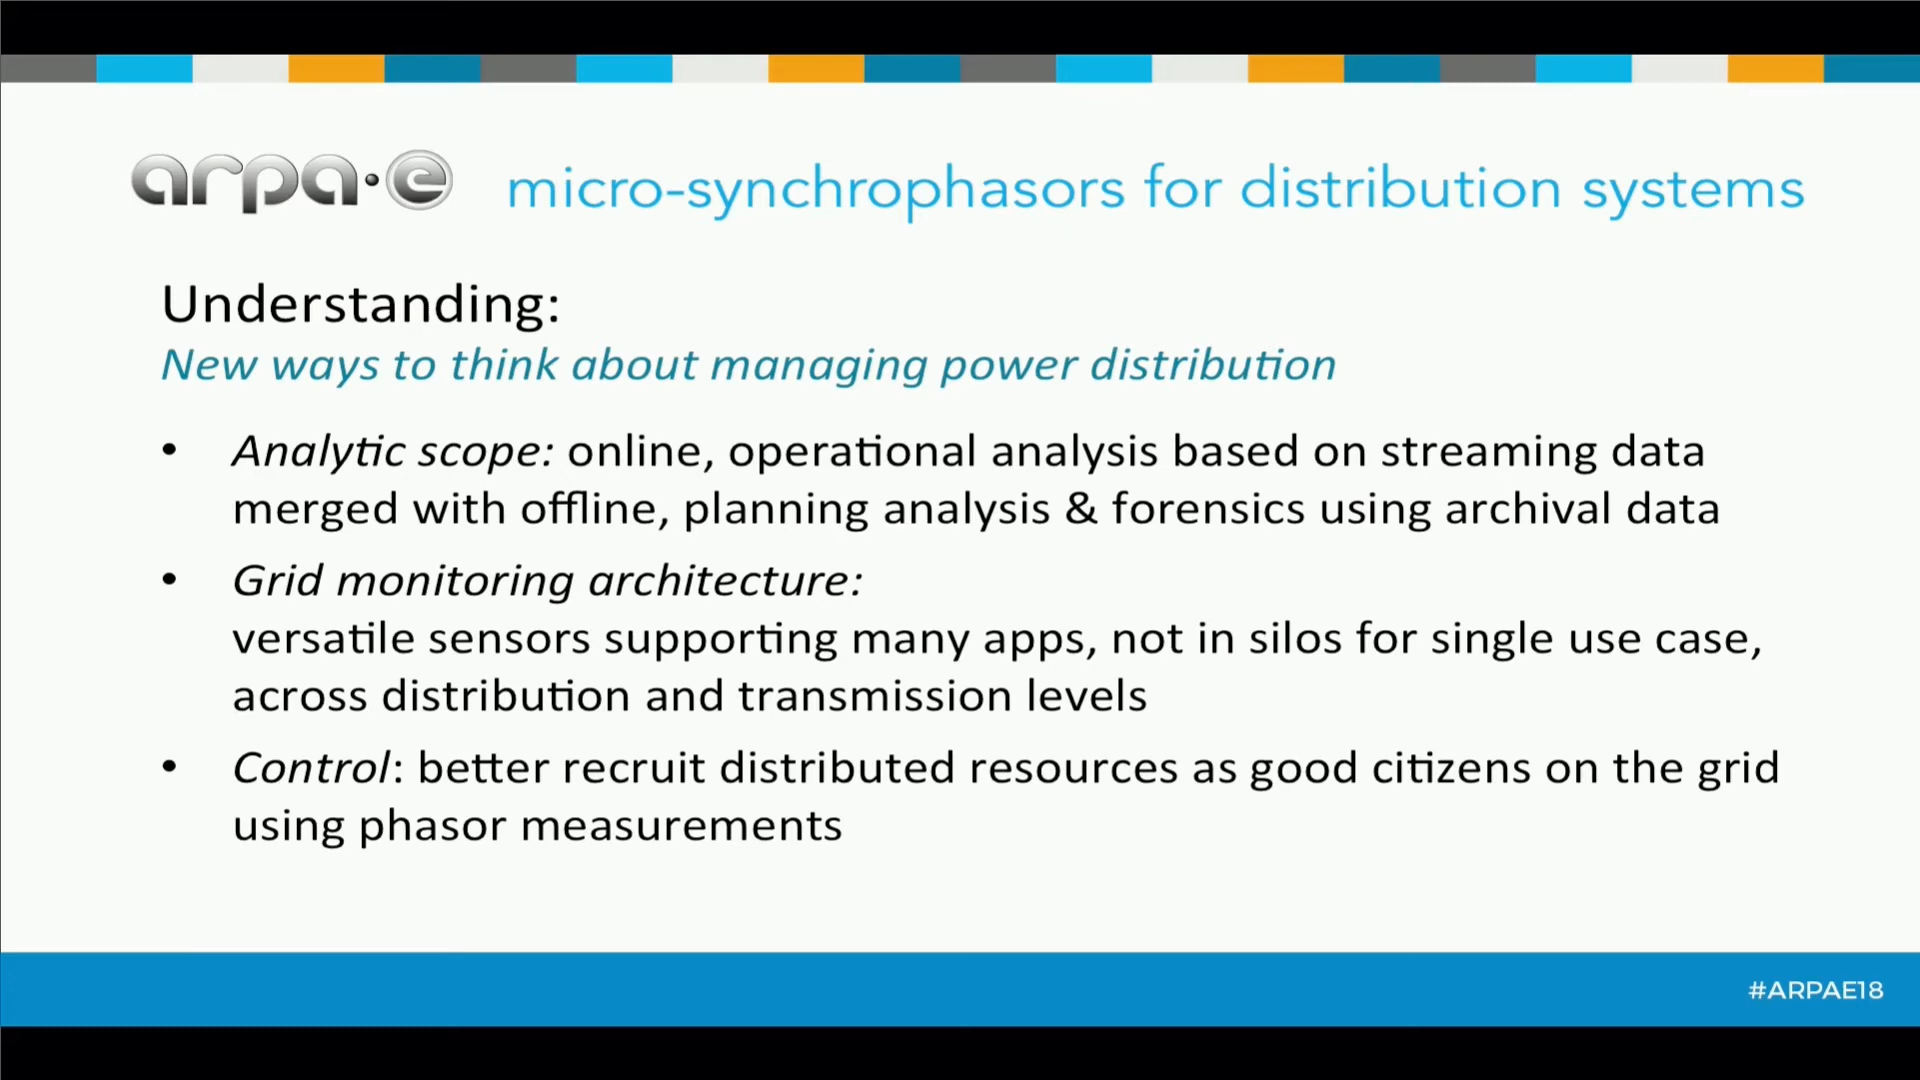 arpa·e micro-synchrophasors for distribution systems
Understanding:
New ways to think about managing power distribution
• Analytic scope: online, operational analysis based on streaming data
merged with offline, planning analysis & forensics using archival data
• Grid monitoring architecture:
versatile sensors supporting many apps, not in silos for single use case,
across distribution and transmission levels
• Control: better recruit distributed resources as good citizens on the grid
using phasor measurements
#ARPAE18